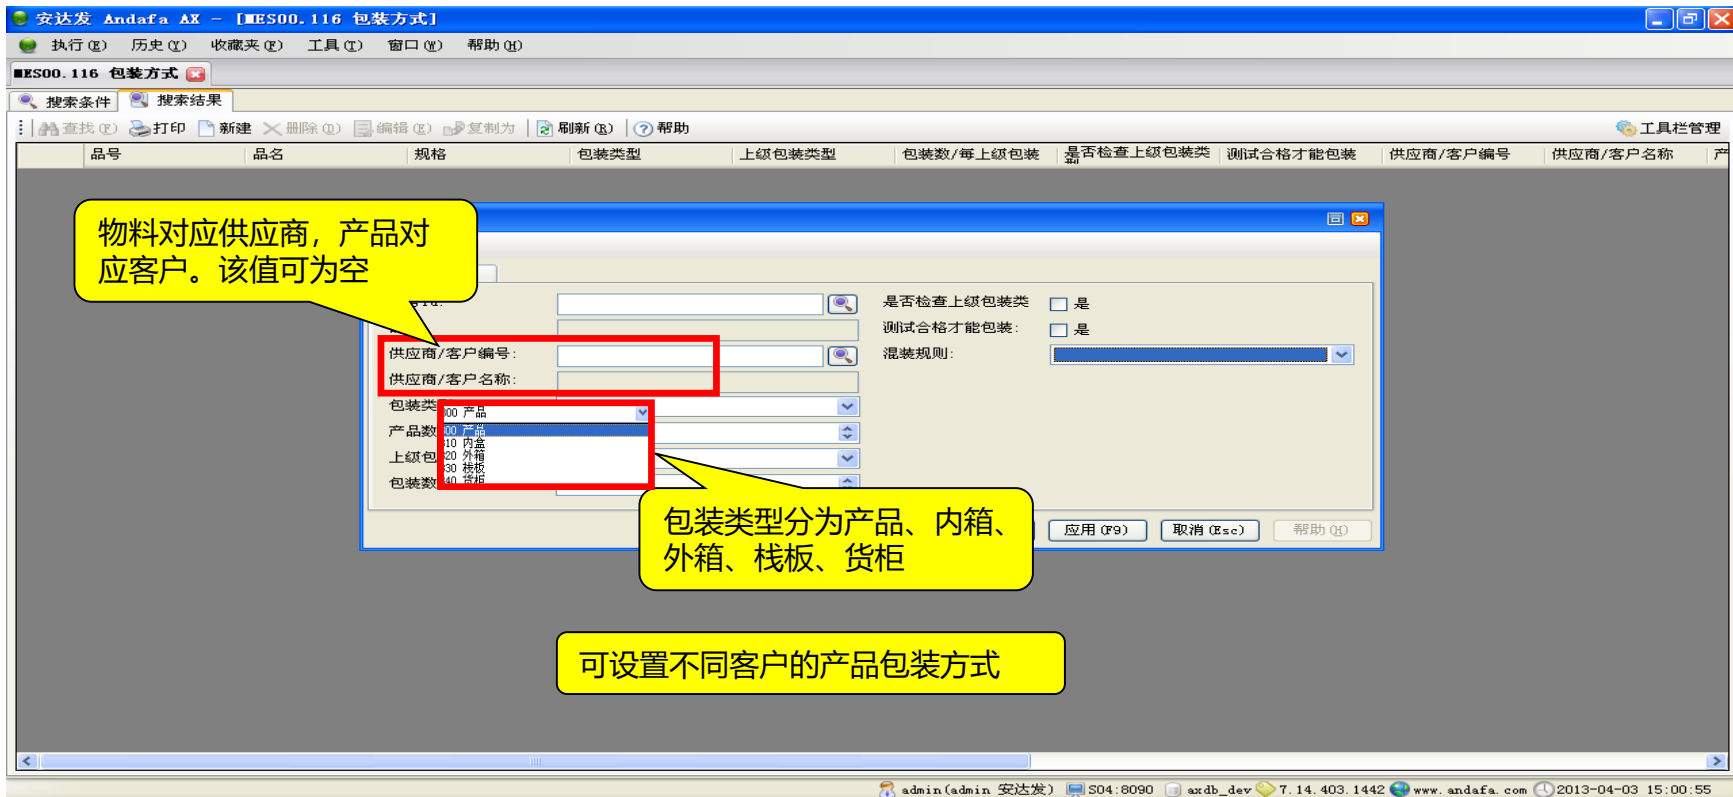 安达发 Andafa AX - [MES00.116 包装方式]
执行(E) 历史(Y) 收藏夹(F) 工具(T) 窗口(W) 帮助(H)
MES00.116 包装方式
搜索条件 搜索结果
查找(F) 打印 新建 删除(D) 编辑(E) 复制为 刷新(R) 帮助 工具栏管理
品号 品名 规格 包装类型 上级包装类型 包装数/每上级包装 是否检查上级包装类型 测试合格才能包装 供应商/客户编号 供应商/客户名称 产
物料对应供应商，产品对
应客户。该值可为空
是否检查上级包装类 是
测试合格才能包装: 是
供应商/客户编号:
混装规则:
供应商/客户名称:
包装类
00 产品
产品数
00 产品
10 内盒
上级包
20 外箱
30 栈板
包装数
40 货柜
包装类型分为产品、内箱、
外箱、栈板、货柜
应用(F9) 取消(Esc) 帮助(H)
可设置不同客户的产品包装方式
admin(admin 安达发) S04:8090 axdb_dev 7.14.403.1442 www.andafa.com 2013-04-03 15:00:55